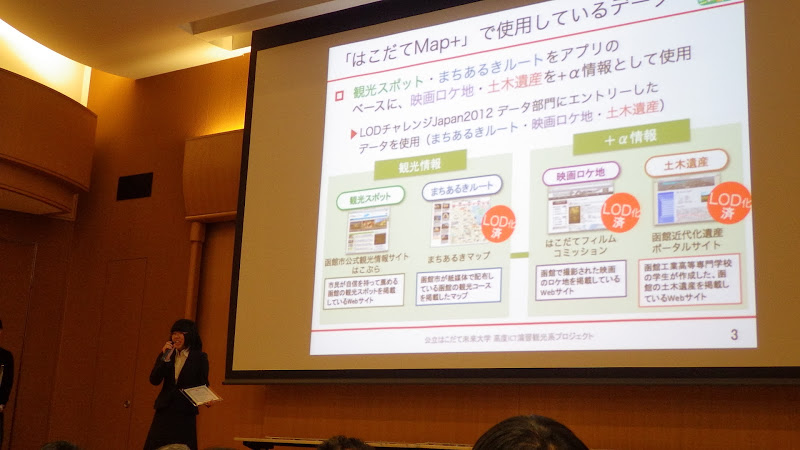 「はこだてMap+」で使用しているデータ
観光スポット・まちあるきルートをアプリの
ベースに、映画ロケ地・土木遺産を+α情報として使用
LODチャレンジJapan2012 データ部門にエントリーした
データを使用（まちあるきルート・映画ロケ地・土木遺産）
観光情報
観光スポット
函館市公式観光情報サイト
はこぶら
市民が自信を持って薦める
函館の観光スポットを掲載
しているWebサイト
まちあるきルート
LOD化
済
まちあるきマップ
函館市が紙媒体で配布し
ている函館の観光コース
を掲載したマップ
+α情報
映画ロケ地
LOD化
済
はこだてフィルム
コミッション
函館で撮影された映画
のロケ地を掲載している
Webサイト
土木遺産
LOD化
済
函館近代化遺産
ポータルサイト
函館工業高等専門学校
の学生が作成した、函
館の土木遺産を掲載し
ているWebサイト
公立はこだて未来大学 高度ICT演習観光系プロジェクト
3